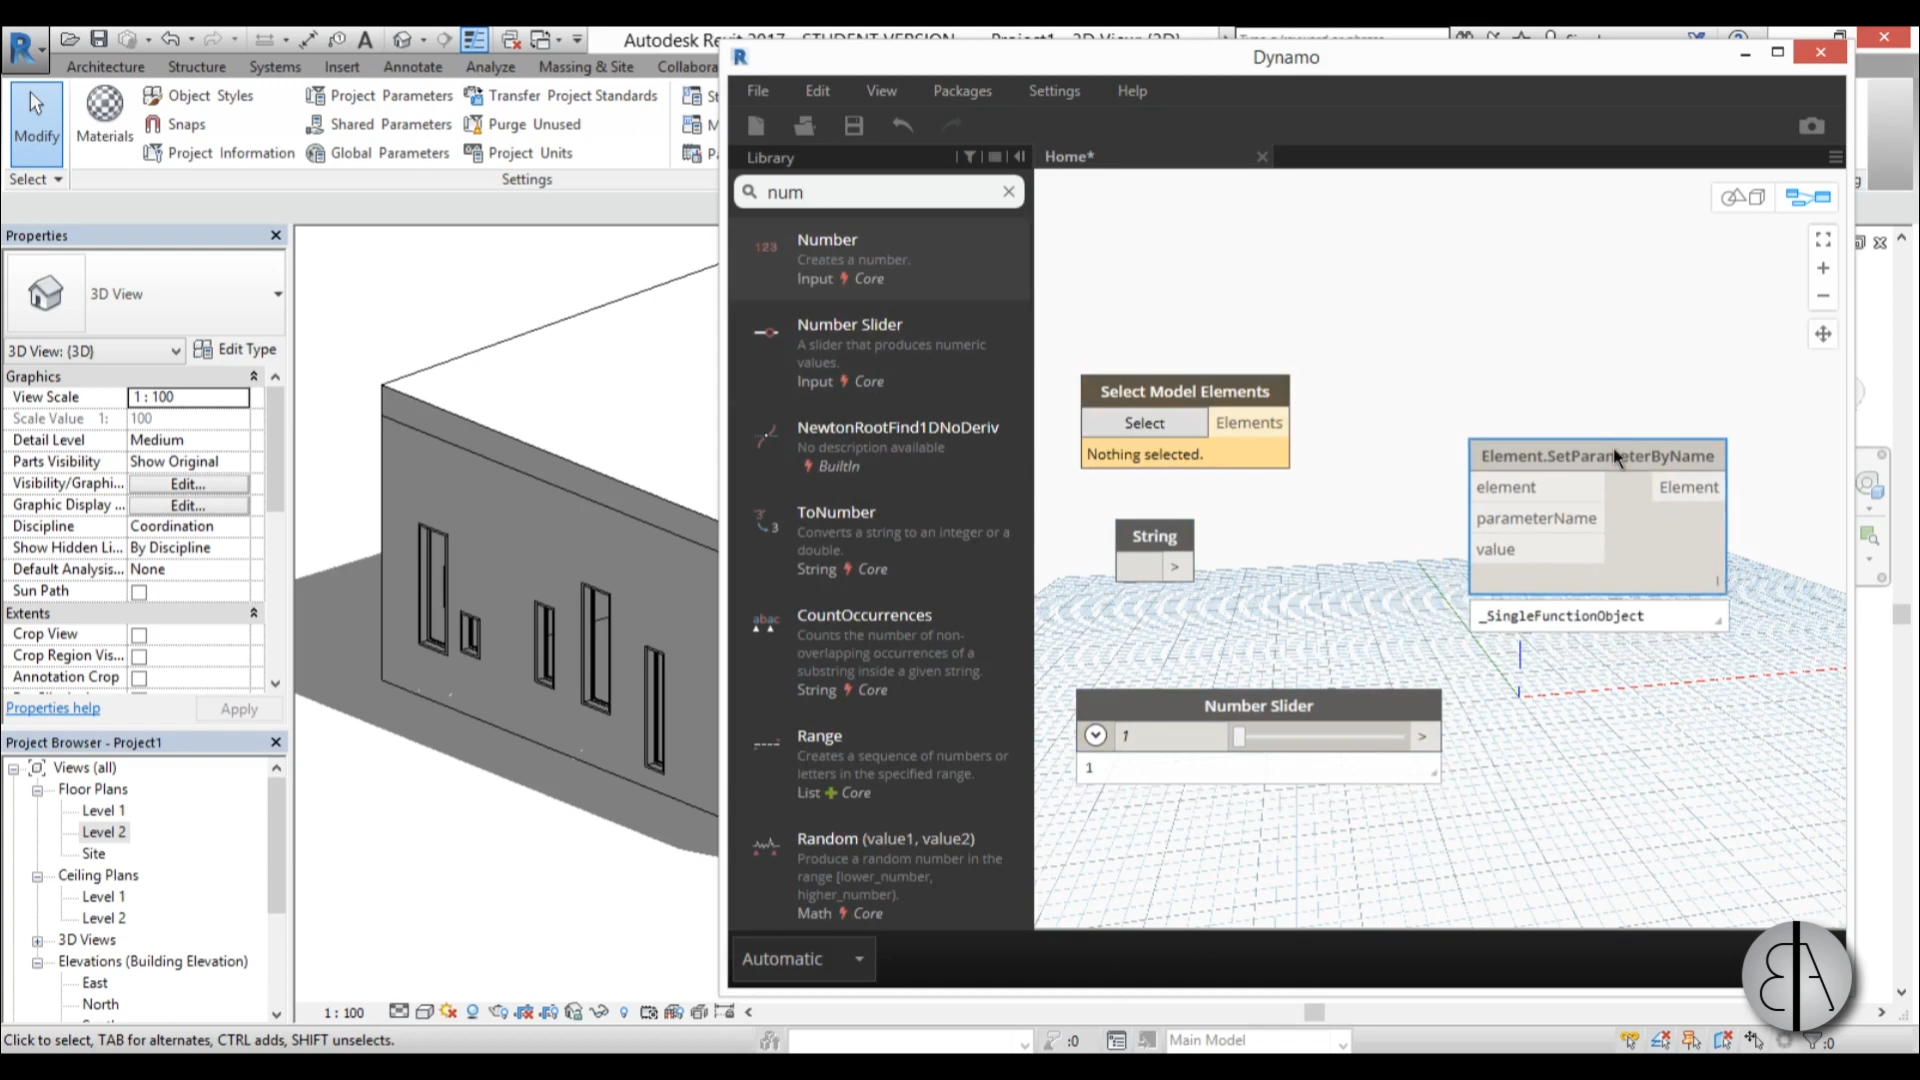 Autodesk Revit 2017 - STUDENT VERSION - Project1 - 3D View: {3D}
Architecture Structure Systems Insert Annotate Analyze Massing & Site Collabora
Modify
Materials
Object Styles
Snaps
Project Information
Project Parameters
Shared Parameters
Global Parameters
Transfer Project Standards
Purge Unused
Project Units
Select
Settings
Properties
3D View
3D View: {3D}
Edit Type
Graphics
View Scale 1 : 100
Scale Value 1: 100
Detail Level Medium
Parts Visibility Show Original
Visibility/Graphi... Edit...
Graphic Display ... Edit...
Discipline Coordination
Show Hidden Li... By Discipline
Default Analysis... None
Sun Path
Extents
Crop View
Crop Region Vis...
Annotation Crop
Properties help
Apply
Project Browser - Project1
Views (all)
Floor Plans
Level 1
Level 2
Site
Ceiling Plans
Level 1
Level 2
3D Views
Elevations (Building Elevation)
East
North
1 : 100
Click to select, TAB for alternates, CTRL adds, SHIFT unselects.
:0
Main Model
:0
Dynamo
File Edit View Packages Settings Help
Library
Home*
num
Number
Creates a number.
Input Core
Number Slider
A slider that produces numeric
values.
Input Core
NewtonRootFind1DNoDeriv
No description available
BuiltIn
ToNumber
Converts a string to an integer or a
double.
String Core
CountOccurrences
Counts the number of non-
overlapping occurrences of a
substring inside a given string.
String Core
Range
Creates a sequence of numbers or
letters in the specified range.
List Core
Random (value1, value2)
Produce a random number in the
range [lower_number,
higher_number).
Math Core
Automatic
Select Model Elements
Select Elements
Nothing selected.
String
>
Element.SetParameterByName
element Element
parameterName
value
_SingleFunctionObject
Number Slider
1 >
1
BA